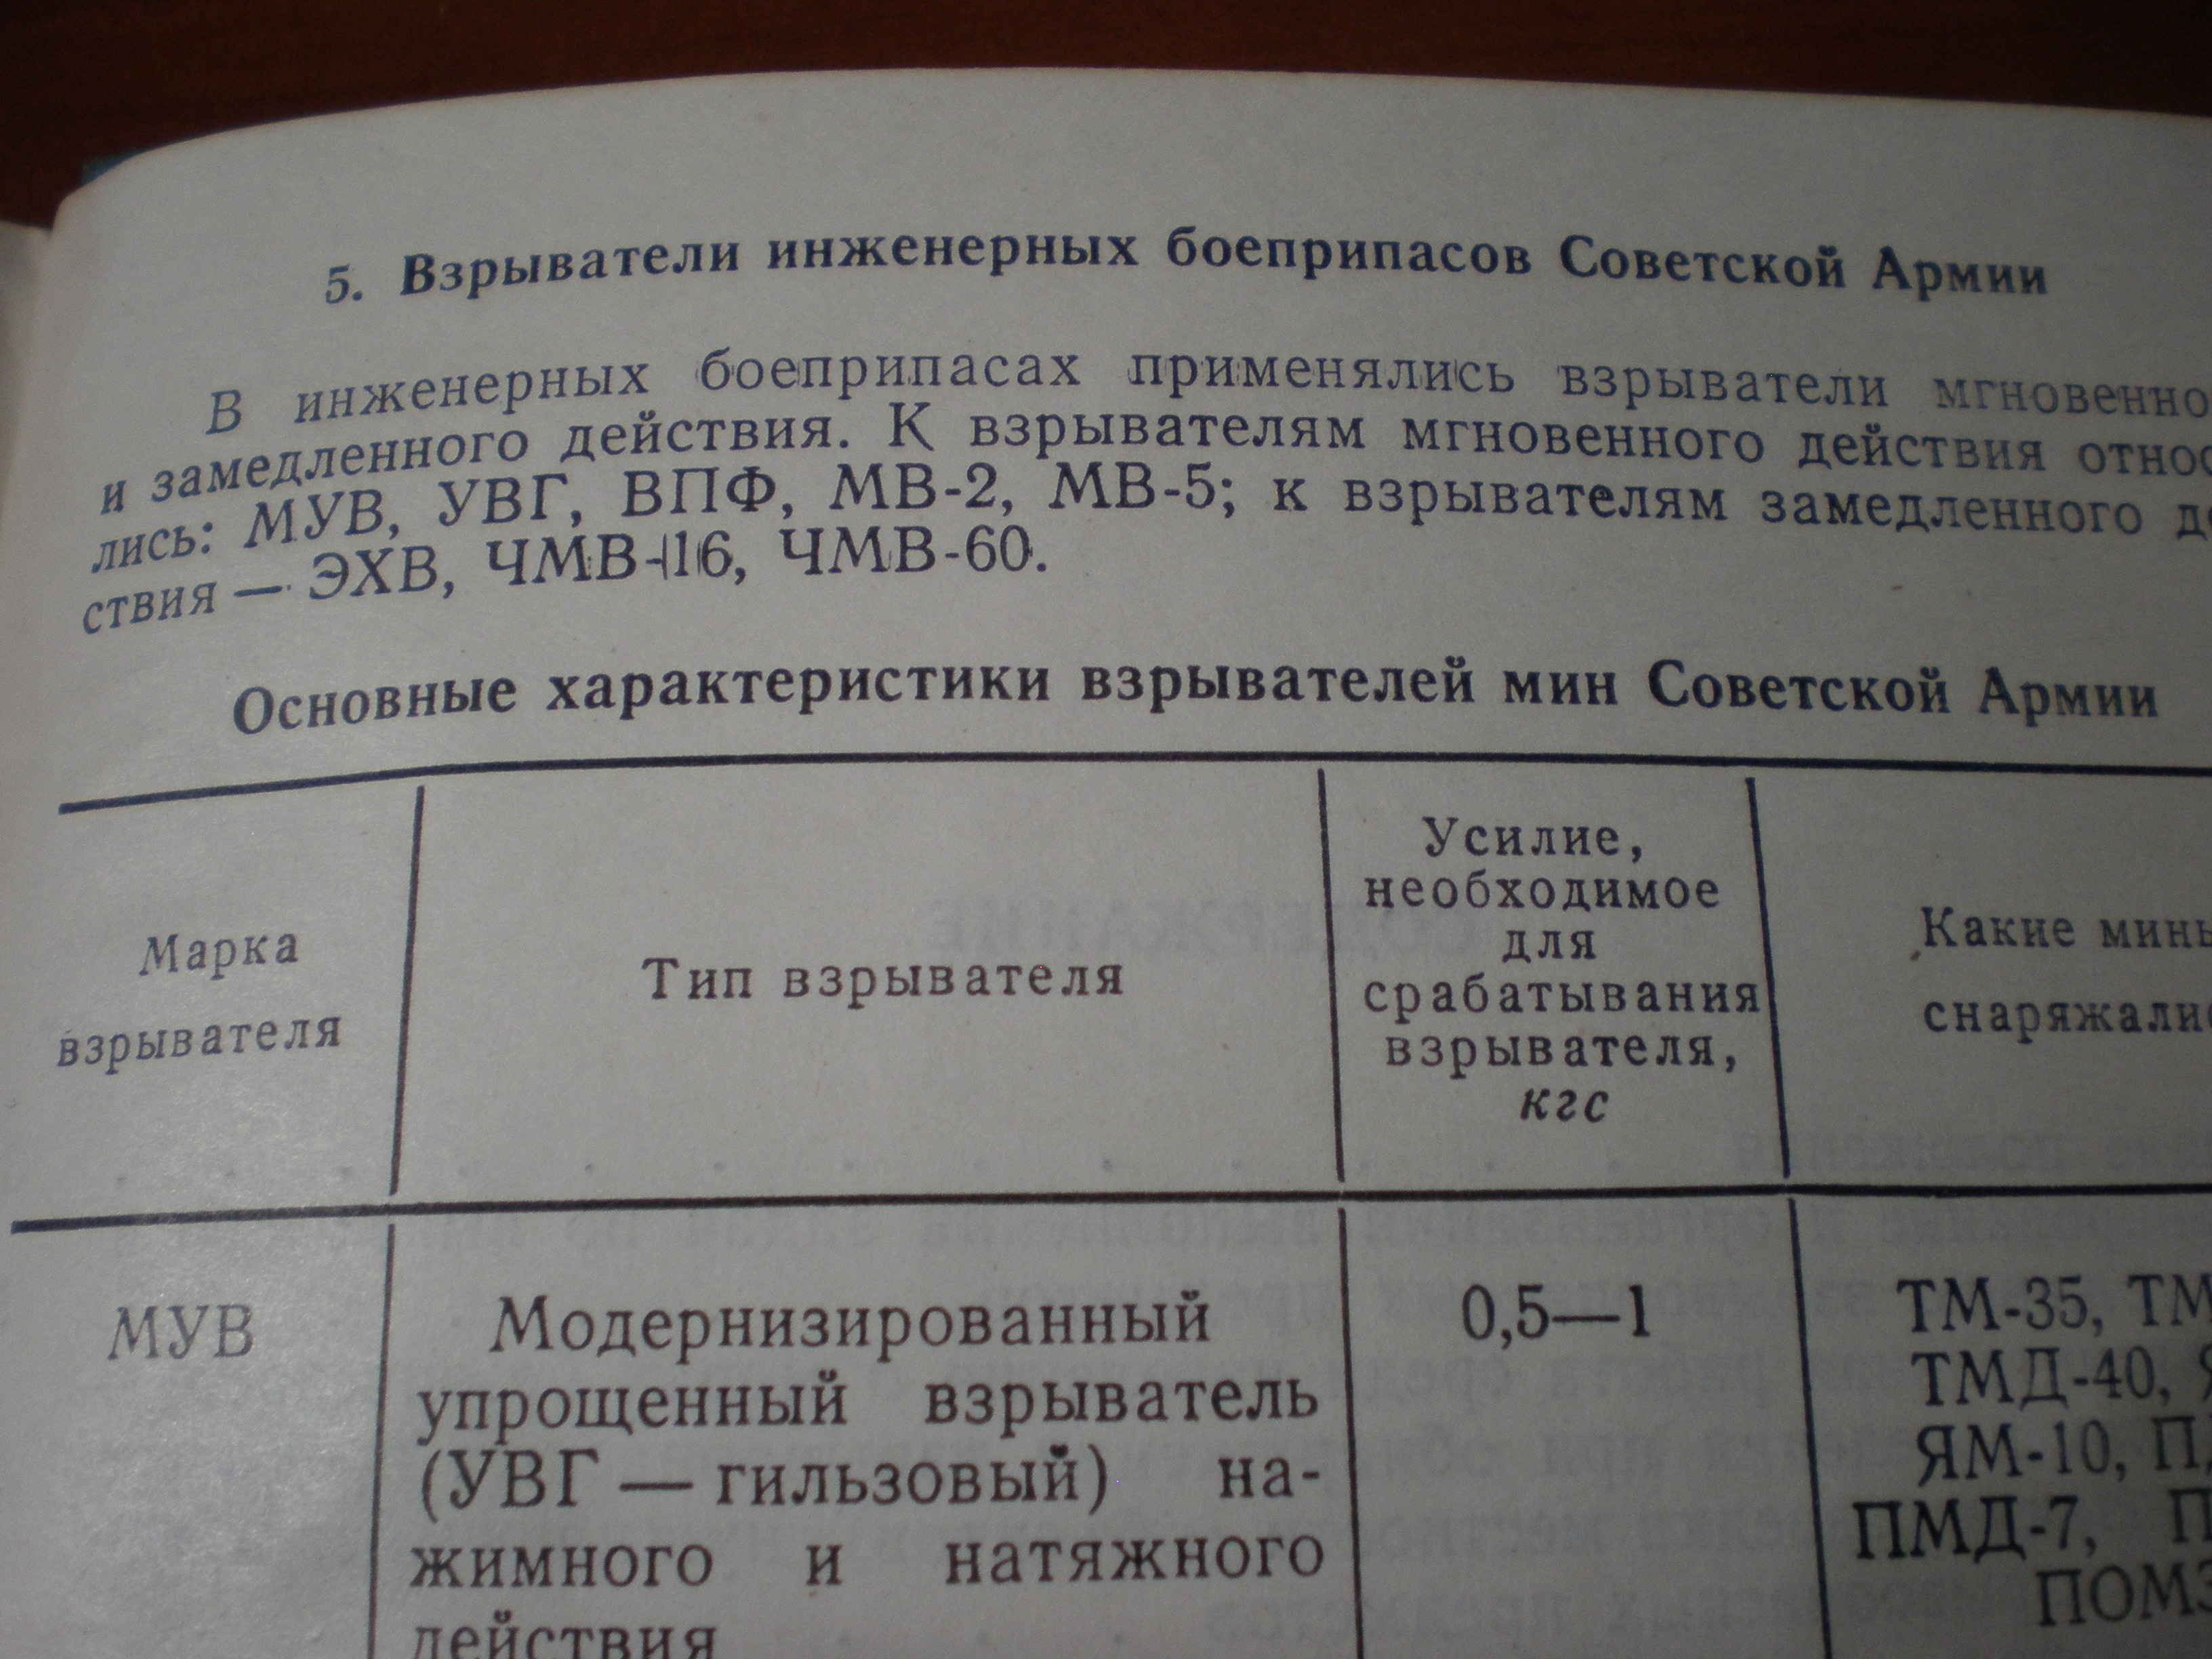 5. Взрыватели инженерных боеприпасов Советской Армии
В инженерных боеприпасах применялись взрыватели мгновенно
и замедленного действия. К взрывателям мгновенного действия относ
лись: МУВ, УВГ, ВПФ, МВ-2, МВ-5; к взрывателям замедленного де
ствия — ЭХВ, ЧМВ-16, ЧМВ-60.
Основные характеристики взрывателей мин Советской Армии
Марка
взрывателя
Тип взрывателя
Усилие,
необходимое
для
срабатывания
взрывателя,
кгс
Какие мины
снаряжались
МУВ
Модернизированный
упрощенный взрыватель
(УВГ — гильзовый) на-
жимного и натяжного
действия
0,5—1
ТМ-35, ТМ
ТМД-40, Я
ЯМ-10, П
ПМД-7, П
ПОМЗ